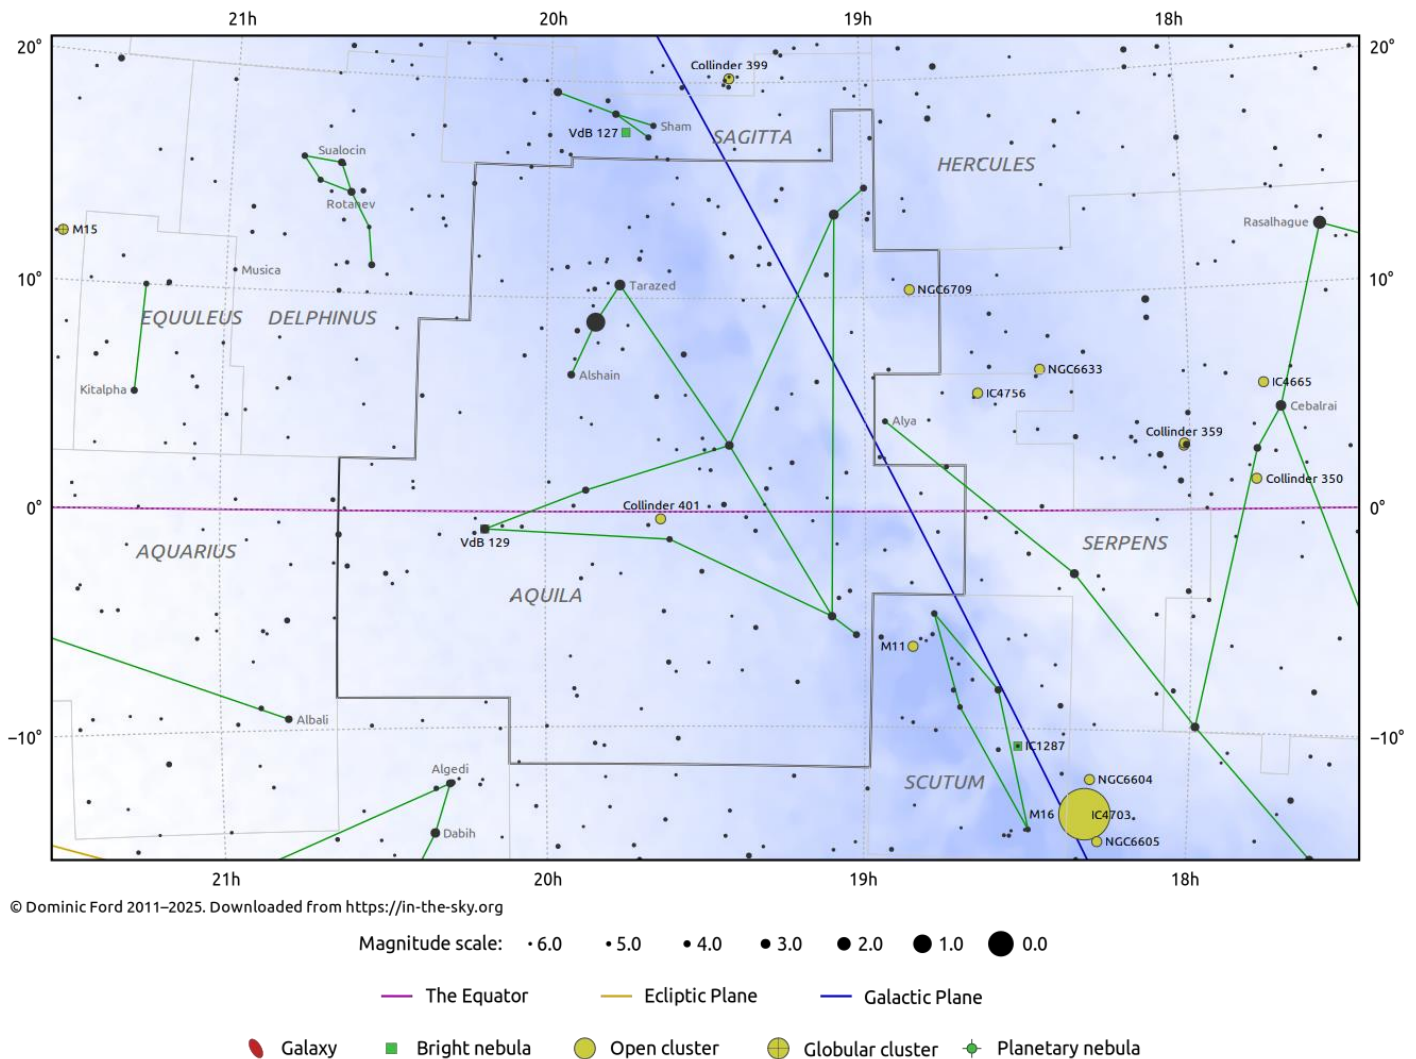 21h 20h 19h 18h
20° 20°
Collinder 399
Sham
VdB 127
SAGITTA
Sualocin
HERCULES
Rotanev
Rasalhague
M15
Musica
10° 10°
Tarazed
NGC6709
EQUULEUS DELPHINUS
Kitalpha
Alshain
NGC6633
IC4756
IC4665
Cebalrai
Alya
Collinder 359
Collinder 350
0° 0°
Collinder 401
VdB 129
AQUARIUS
SERPENS
AQUILA
M11
Albali
−10° −10°
IC1287
Algedi
SCUTUM
NGC6604
M16 IC4703
Dabih
NGC6605
21h 20h 19h 18h
© Dominic Ford 2011–2025. Downloaded from https://in-the-sky.org
Magnitude scale: 6.0 5.0 4.0 3.0 2.0 1.0 0.0
The Equator Ecliptic Plane Galactic Plane
Galaxy Bright nebula Open cluster Globular cluster Planetary nebula